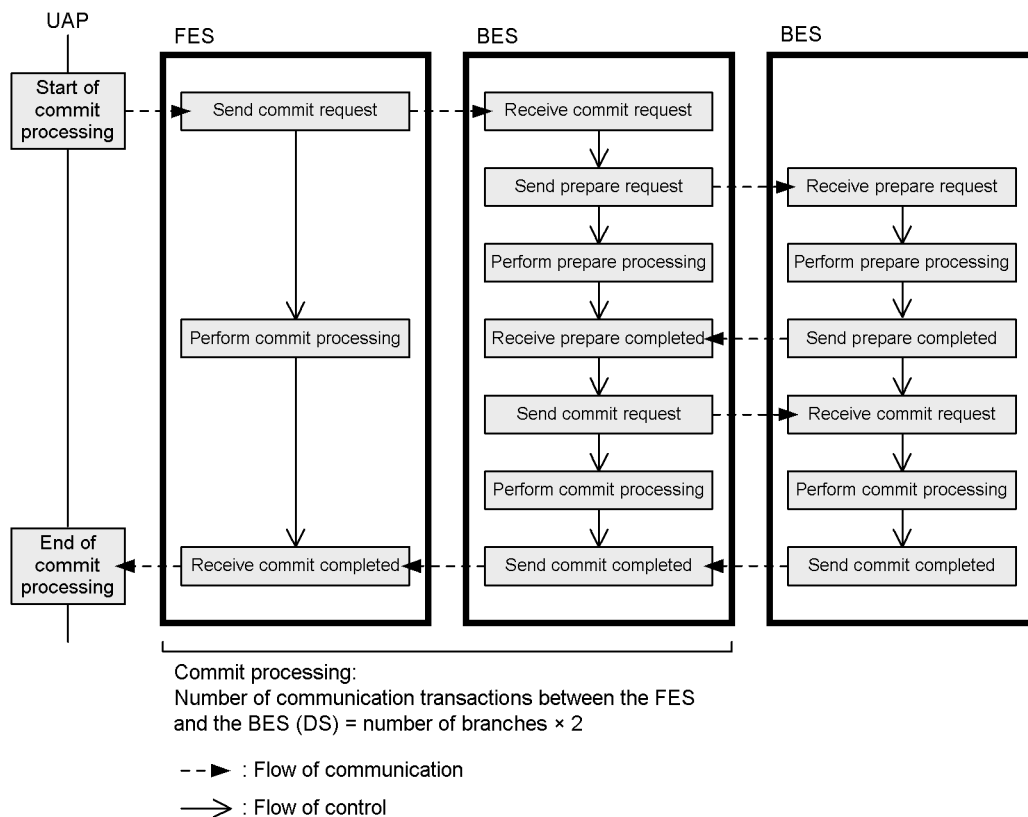 UAP
FES
BES
BES
Start of
commit
processing
Send commit request
Receive commit request
Send prepare request
Receive prepare request
Perform prepare processing
Perform prepare processing
Perform commit processing
Receive prepare completed
Send prepare completed
Send commit request
Receive commit request
Perform commit processing
Perform commit processing
End of
commit
processing
Receive commit completed
Send commit completed
Send commit completed
Commit processing:
Number of communication transactions between the FES
and the BES (DS) = number of branches × 2
: Flow of communication
: Flow of control